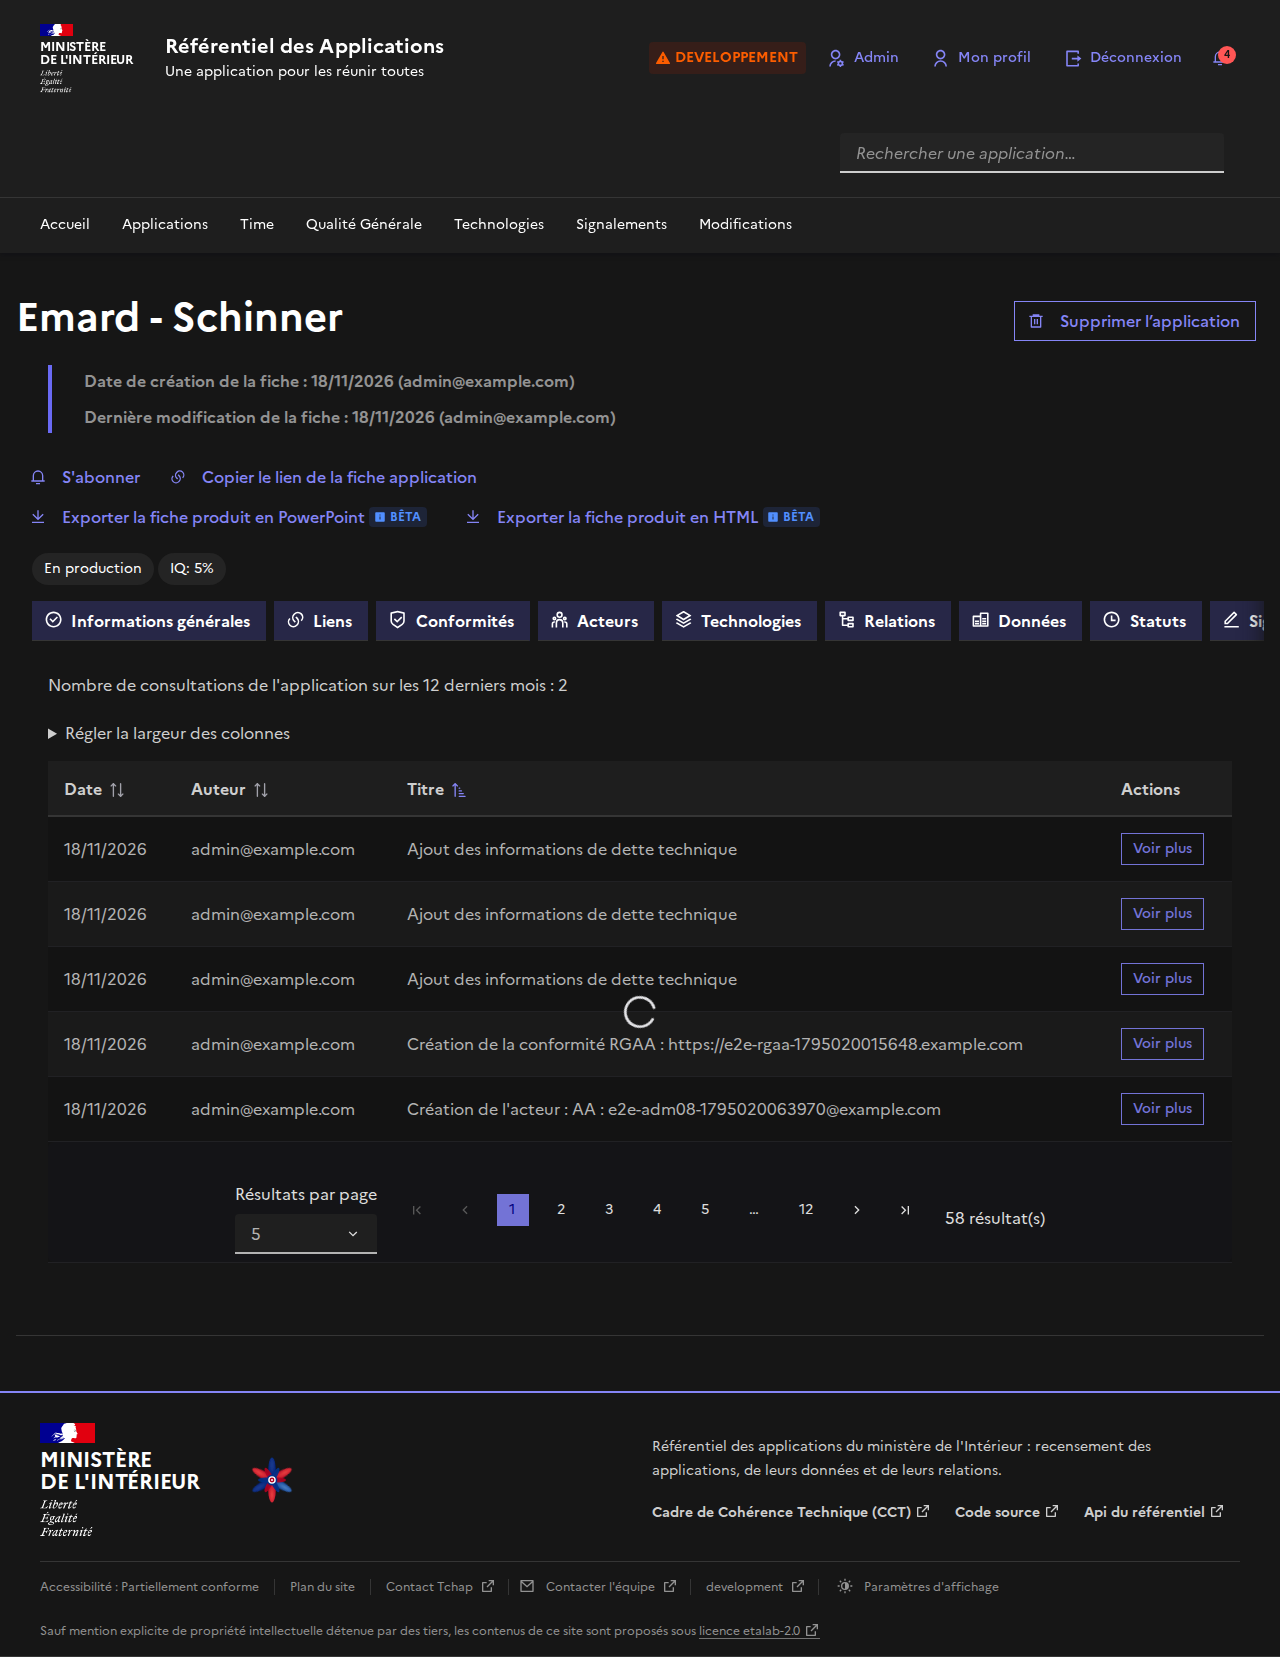 MINISTÈRE
DE L'INTÉRIEUR
Liberté
Égalité
Fraternité
Référentiel des Applications
Une application pour les réunir toutes
DEVELOPPEMENT
Admin
Mon profil
Déconnexion
4
Rechercher une application…
Accueil
Applications
Time
Qualité Générale
Technologies
Signalements
Modifications
Emard - Schinner
Supprimer l’application
Date de création de la fiche : 18/11/2026 (admin@example.com)
Dernière modification de la fiche : 18/11/2026 (admin@example.com)
S'abonner
Copier le lien de la fiche application
Exporter la fiche produit en PowerPoint BÊTA
Exporter la fiche produit en HTML BÊTA
En production
IQ: 5%
Informations générales
Liens
Conformités
Acteurs
Technologies
Relations
Données
Statuts
Nombre de consultations de l'application sur les 12 derniers mois : 2
Régler la largeur des colonnes
Date Auteur Titre Actions
18/11/2026 admin@example.com Ajout des informations de dette technique Voir plus
18/11/2026 admin@example.com Ajout des informations de dette technique Voir plus
18/11/2026 admin@example.com Ajout des informations de dette technique Voir plus
18/11/2026 admin@example.com Création de la conformité RGAA : https://e2e-rgaa-1795020015648.example.com Voir plus
18/11/2026 admin@example.com Création de l'acteur : AA : e2e-adm08-1795020063970@example.com Voir plus
Résultats par page
5
1 2 3 4 5 … 12
58 résultat(s)
MINISTÈRE
DE L'INTÉRIEUR
Liberté
Égalité
Fraternité
Référentiel des applications du ministère de l'Intérieur : recensement des
applications, de leurs données et de leurs relations.
Cadre de Cohérence Technique (CCT)
Code source
Api du référentiel
Accessibilité : Partiellement conforme
Plan du site
Contact Tchap
Contacter l'équipe
development
Paramètres d'affichage
Sauf mention explicite de propriété intellectuelle détenue par des tiers, les contenus de ce site sont proposés sous licence etalab-2.0